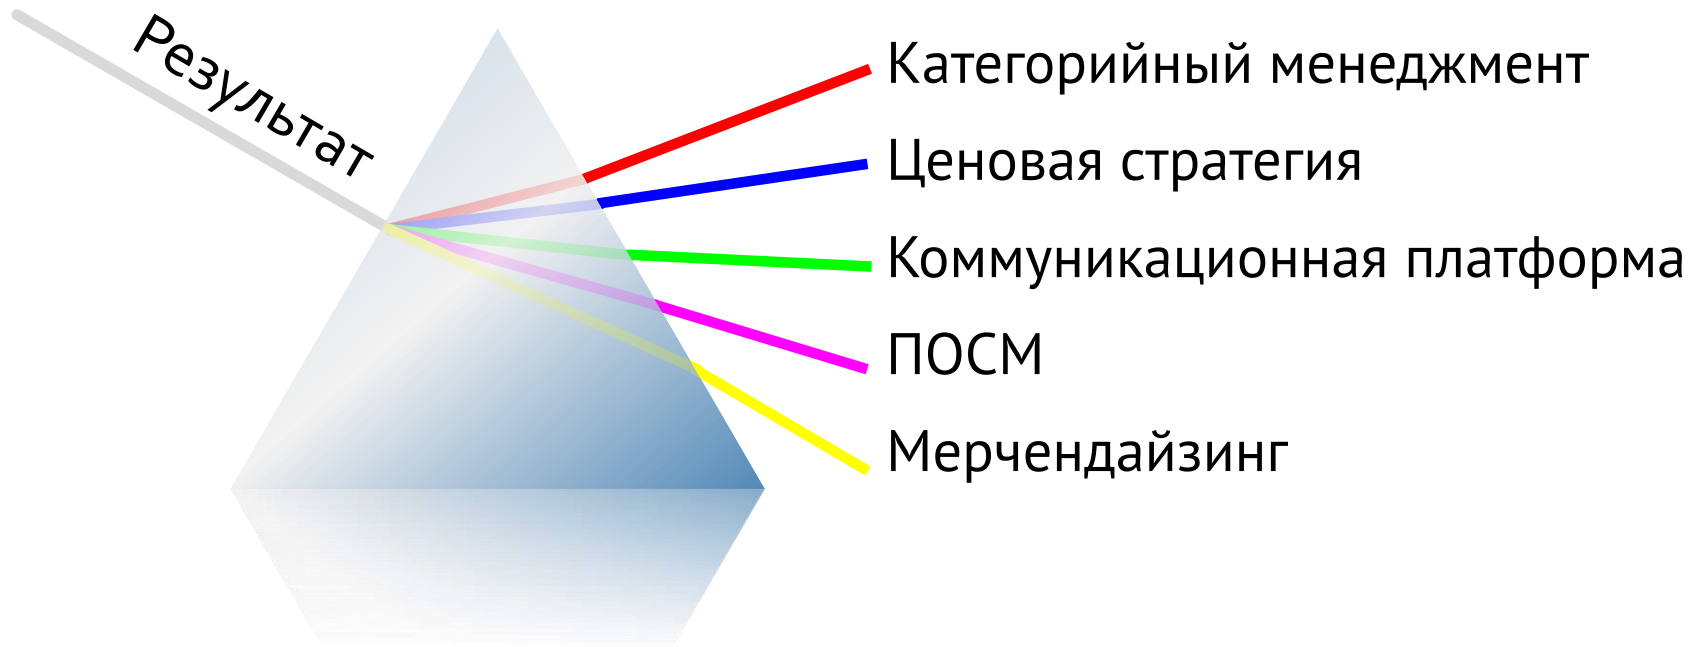 Результат
Категорийный менеджмент
Ценовая стратегия
Коммуникационная платформа
ПОСМ
Мерчендайзинг